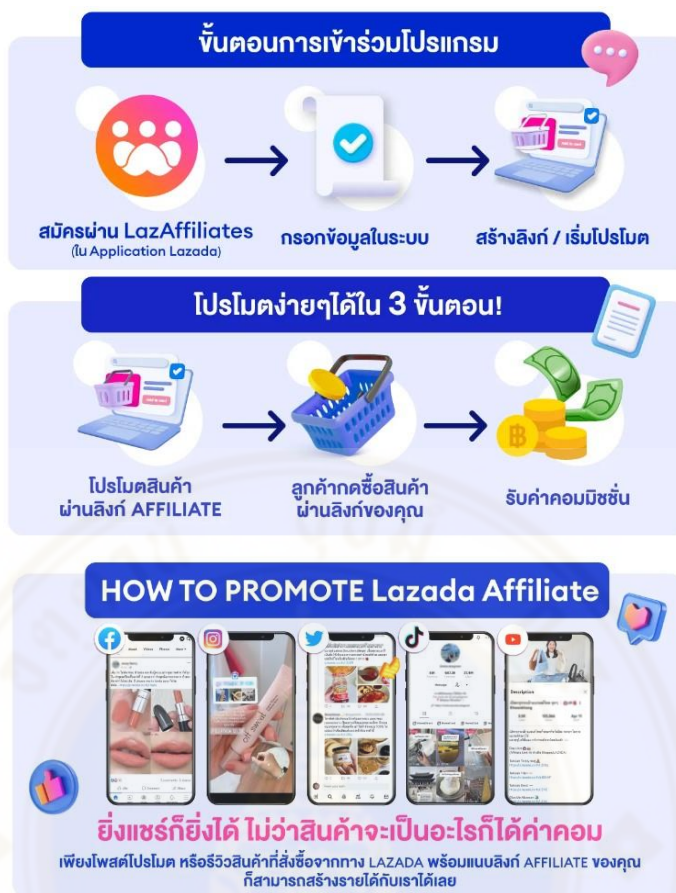 ขั้นตอนการเข้าร่วมโปรแกรม
สมัครผ่าน LazAffiliates
(ใน Application Lazada)
กรอกข้อมูลในระบบ
สร้างลิงก์ / เริ่มโปรโมต
โปรโมตง่ายๆได้ใน 3 ขั้นตอน!
โปรโมตสินค้า
ผ่านลิงก์ AFFILIATE
ลูกค้ากดซื้อสินค้า
ผ่านลิงก์ของคุณ
รับค่าคอมมิชชั่น
HOW TO PROMOTE Lazada Affiliate
Description
ยิ่งแชร์ก็ยิ่งได้ ไม่ว่าสินค้าจะเป็นอะไรก็ได้ค่าคอม
เพียงโพสต์โปรโมต หรือรีวิวสินค้าที่สั่งซื้อจากทาง LAZADA พร้อมแนบลิงก์ AFFILIATE ของคุณ
ก็สามารถสร้างรายได้กับเราได้เลย